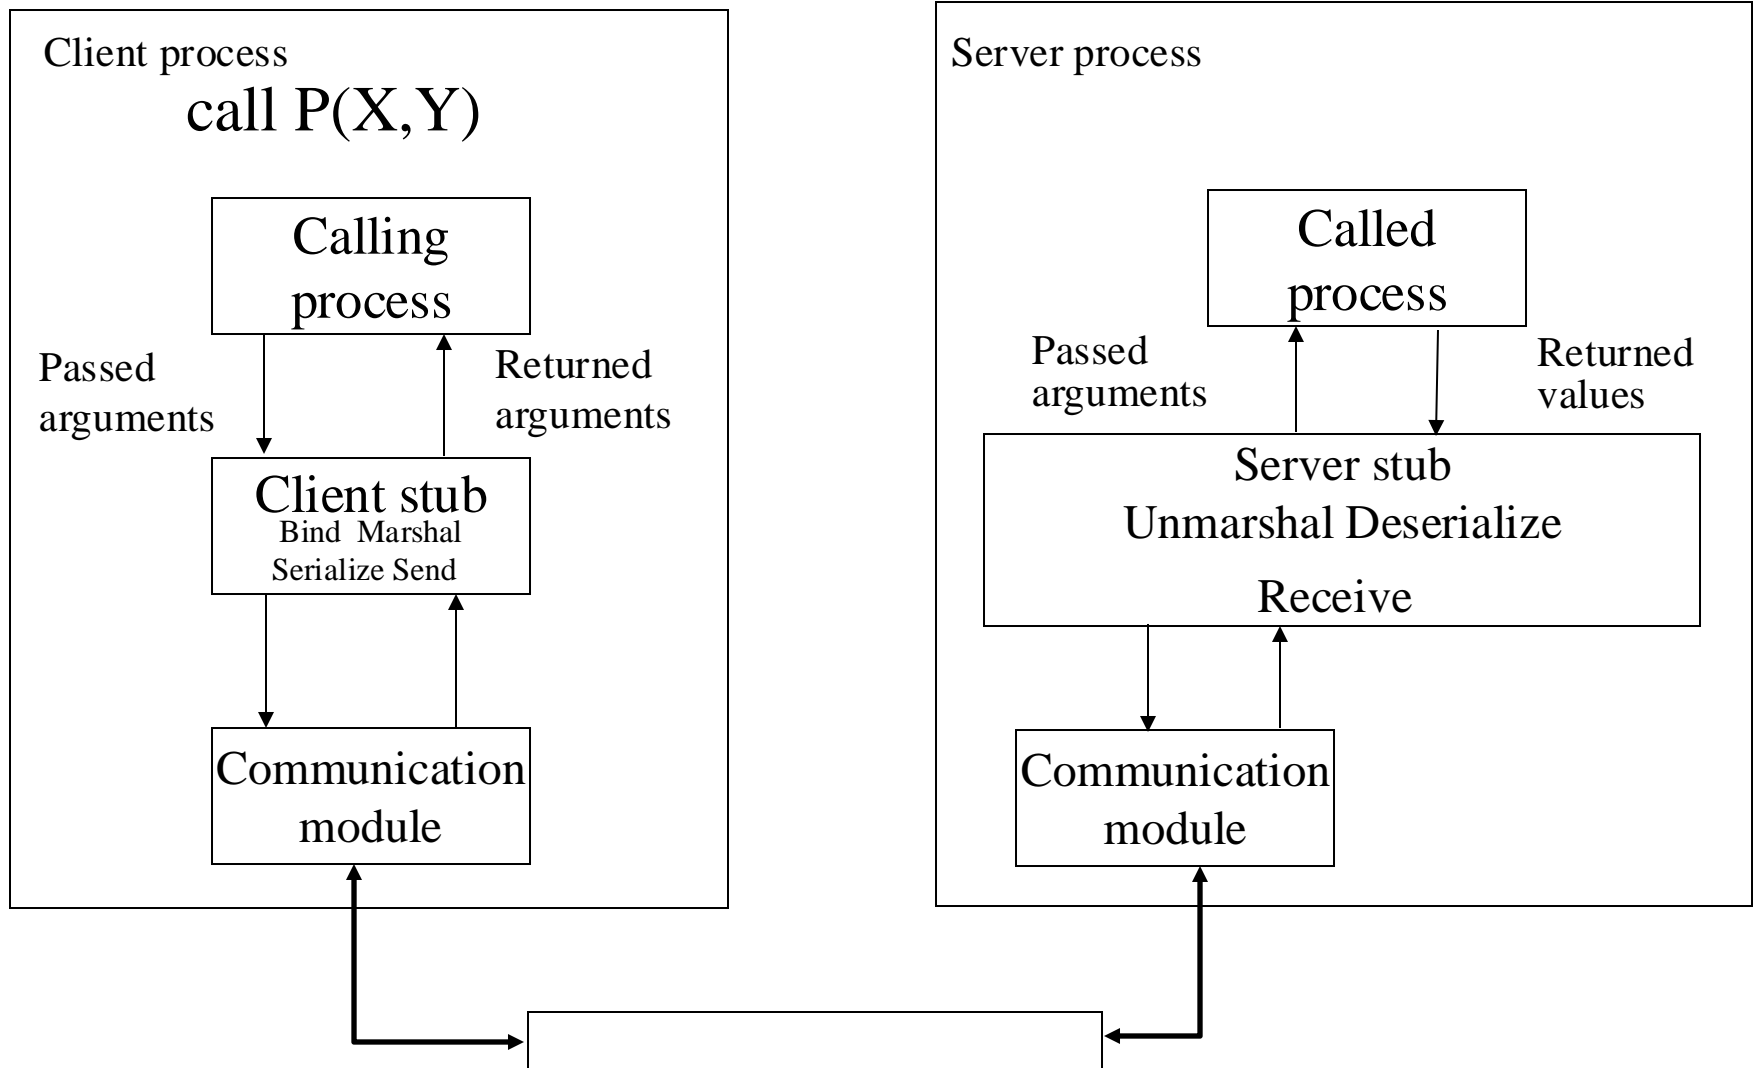 Client process
call P(X,Y)
Calling
process
Passed
arguments
Returned
arguments
Client stub
Bind Marshal
Serialize Send
Communication
module
Server process
Called
process
Passed
arguments
Returned
values
Server stub
Unmarshal Deserialize
Receive
Communication
module